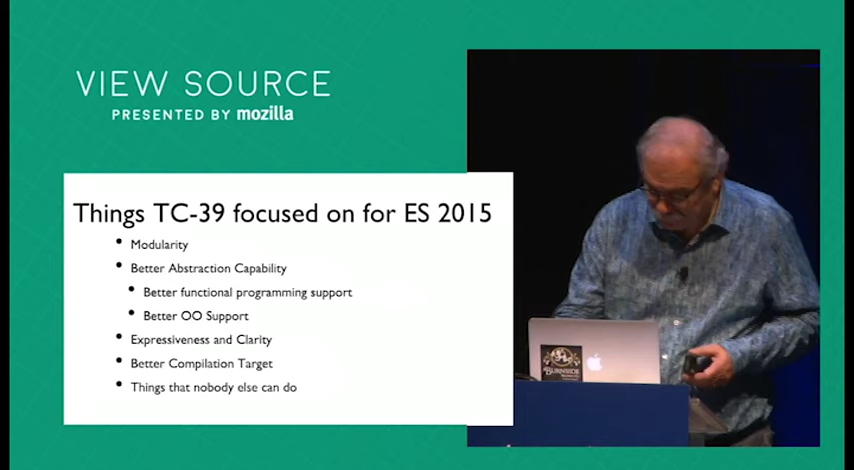 VIEW SOURCE
PRESENTED BY mozilla
Things TC-39 focused on for ES 2015
• Modularity
• Better Abstraction Capability
• Better functional programming support
• Better OO Support
• Expressiveness and Clarity
• Better Compilation Target
• Things that nobody else can do
BURNSIDE